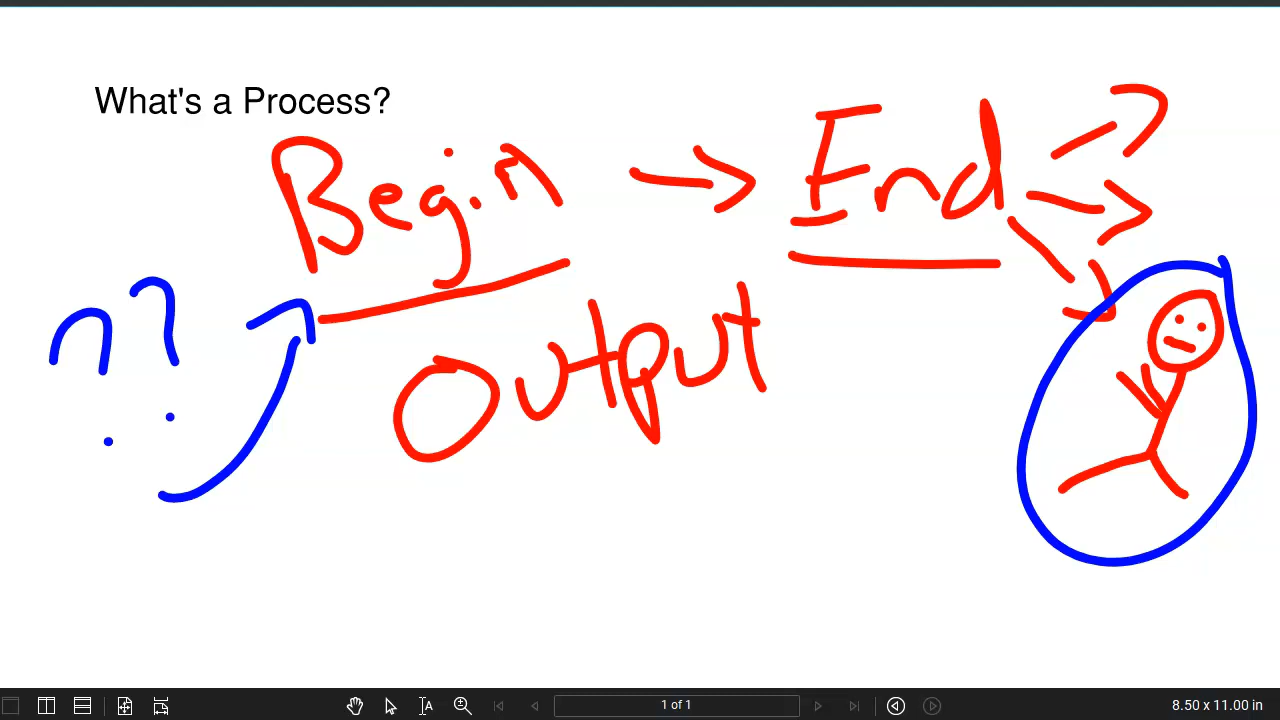 What's a Process?
Begin → End
??
Output
1 of 1
8.50 x 11.00 in